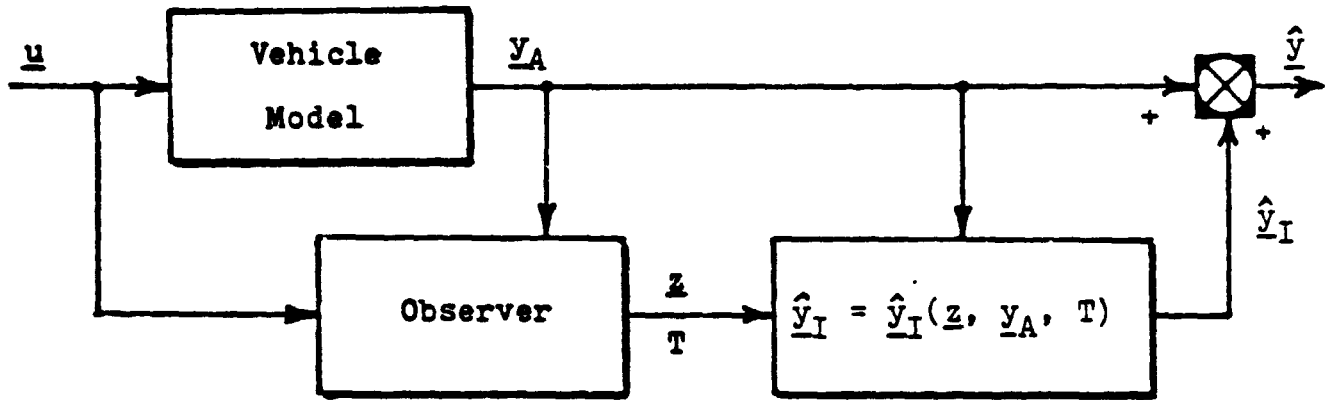 u
Vehicle
Model
y_A
ŷ
+
+
ŷ_I
Observer
z
T
ŷ_I = ŷ_I(z, y_A, T)